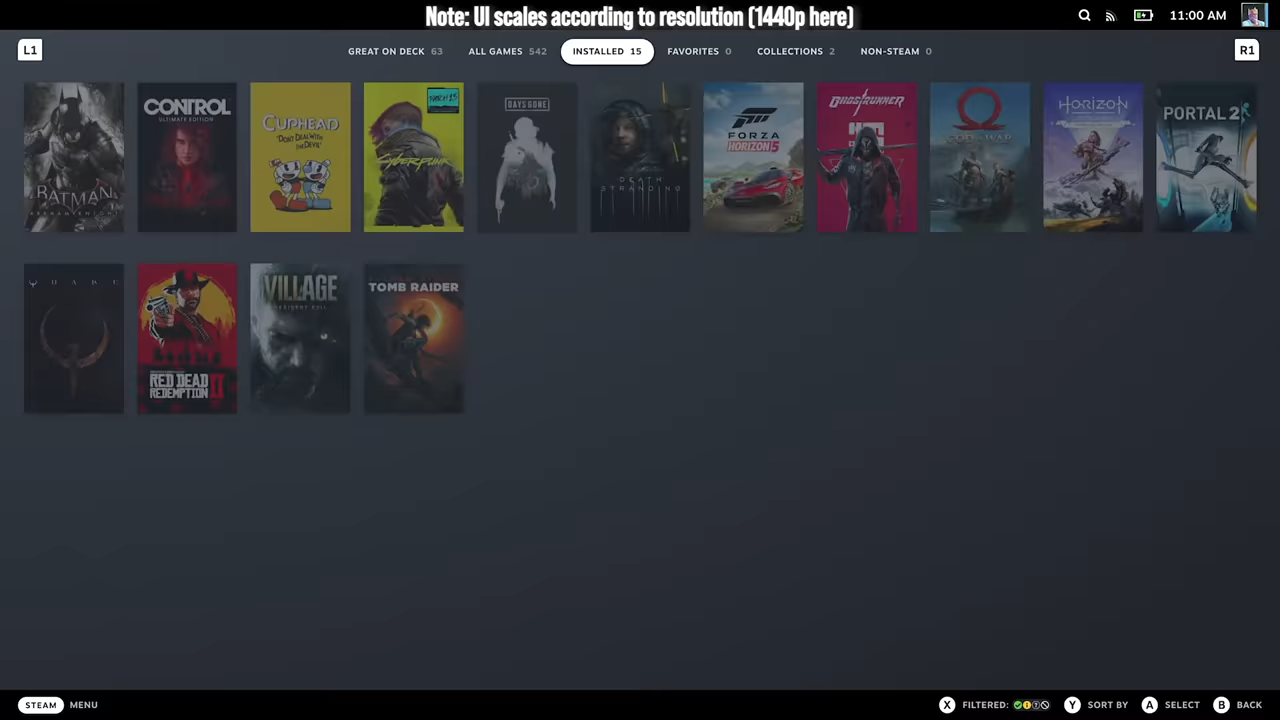 Note: UI scales according to resolution (1440p here)
11:00 AM
L1
GREAT ON DECK 63
ALL GAMES 542
INSTALLED 15
FAVORITES 0
COLLECTIONS 2
NON-STEAM 0
R1
BATMAN
CONTROL
ULTIMATE EDITION
CUPHEAD
"DON'T DEAL WITH THE DEVIL"
CYBERPUNK
DAYS GONE
DEATH
STRANDING
FORZA
HORIZON 5
GHOSTRUNNER
GOD OF WAR
HORIZON
PORTAL 2
QUAKE
RED DEAD
REDEMPTION II
VILLAGE
RESIDENT EVIL
TOMB RAIDER
STEAM MENU
X FILTERED:
Y SORT BY
A SELECT
B BACK